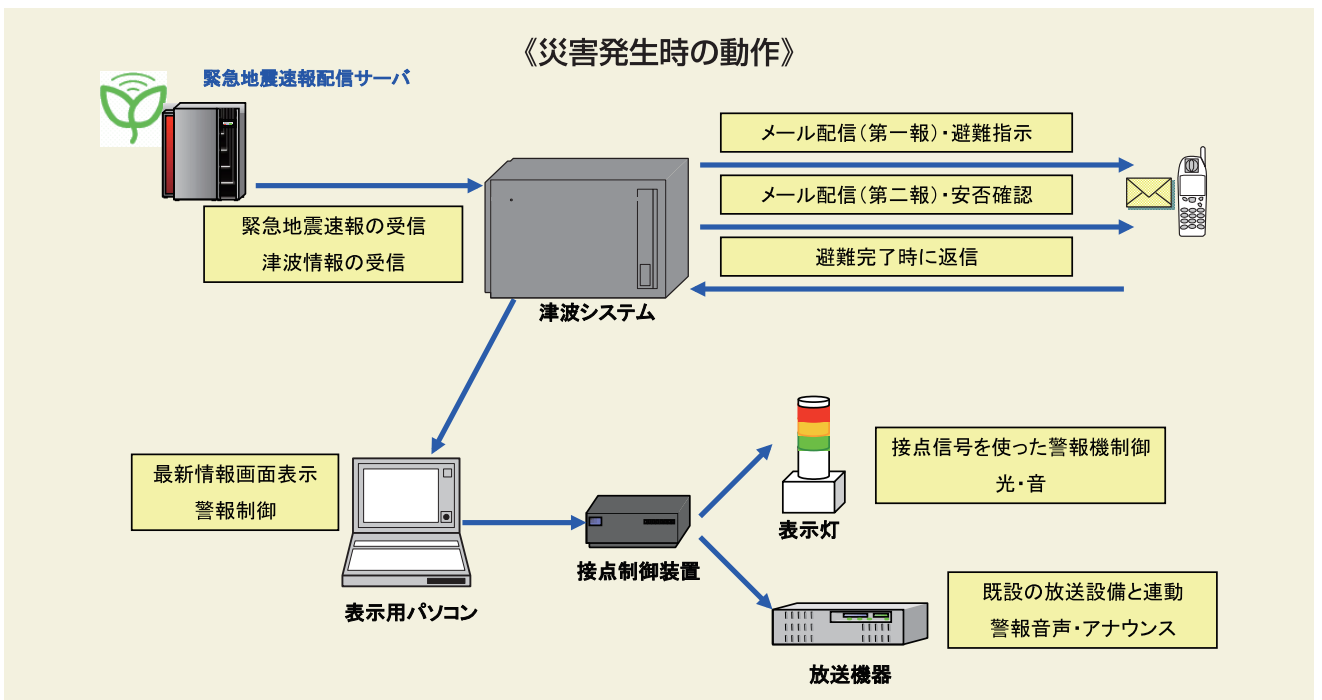 《災害発生時の動作》
緊急地震速報配信サーバ
メール配信(第一報)・避難指示
メール配信(第二報)・安否確認
避難完了時に返信
緊急地震速報の受信
津波情報の受信
津波システム
最新情報画面表示
警報制御
表示用パソコン
接点制御装置
接点信号を使った警報機制御
光・音
表示灯
既設の放送設備と連動
警報音声・アナウンス
放送機器